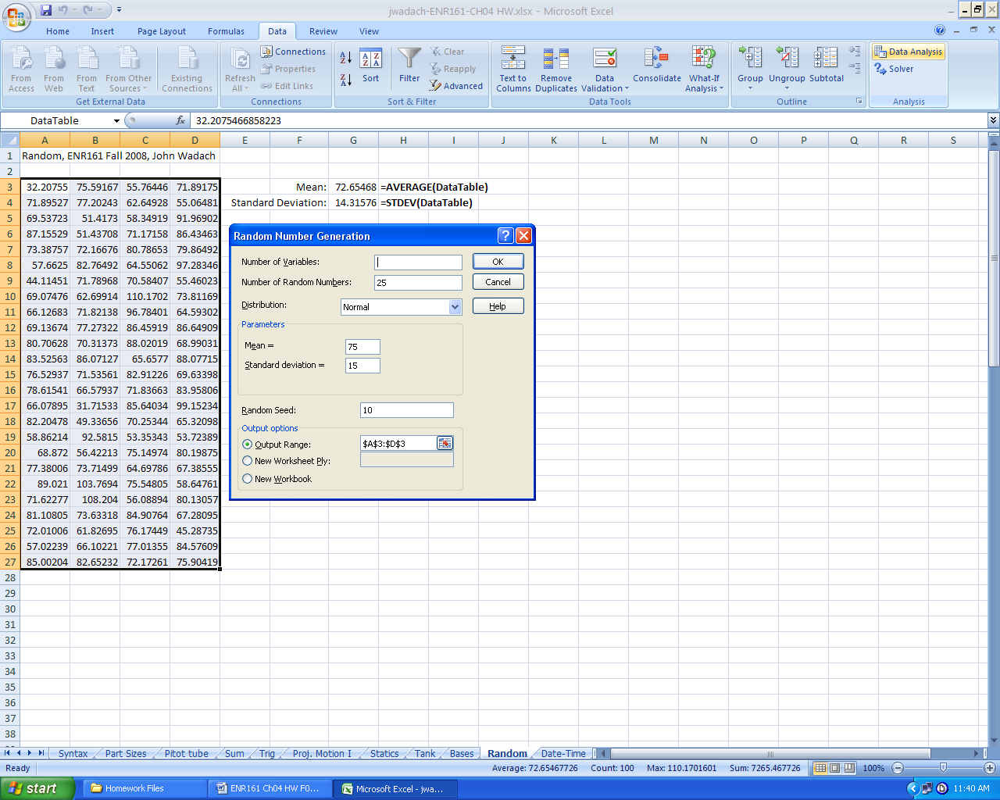 jwadach-ENR161-CH04 HW.xlsx - Microsoft Excel
Home Insert Page Layout Formulas Data Review View
From Access From Web From Text From Other Sources Existing Connections Get External Data
Refresh All Connections Properties Edit Links Connections
Sort Filter Clear Reapply Advanced Sort & Filter
Text to Columns Remove Duplicates Data Validation Consolidate What-If Analysis Data Tools
Group Ungroup Subtotal Outline
Data Analysis Solver Analysis
DataTable fx 32.2075466858223
A B C D E F G H I J K L M N O P Q R S
1 Random, ENR161 Fall 2008, John Wadach
2
3 32.20755 75.59167 55.76446 71.89175 Mean: 72.65468 =AVERAGE(DataTable)
4 71.89527 77.20243 62.64928 55.06481 Standard Deviation: 14.31576 =STDEV(DataTable)
5 69.53723 51.4173 58.34919 91.96902
6 87.15529 51.43708 71.17158 86.43463
7 73.38757 72.16676 80.78653 79.86492
8 57.6625 82.76492 64.55062 97.28346
9 44.11451 71.78968 70.58407 55.46023
10 69.07476 62.69914 110.1702 73.81169
11 66.12683 71.82138 96.78401 64.59302
12 69.13674 77.27322 86.45919 86.64909
13 80.70628 70.31373 88.02019 68.99031
14 83.52563 86.07127 65.6577 88.07715
15 76.52937 71.53561 82.91226 69.63398
16 78.61541 66.57937 71.83663 83.95806
17 66.07895 31.71533 85.64034 99.15234
18 82.20478 49.33656 70.25344 65.32098
19 58.86214 92.5815 53.35343 53.72389
20 68.872 56.42213 75.14974 80.19875
21 77.38006 73.71499 64.69786 67.38555
22 89.021 103.7694 75.54805 58.64761
23 71.62277 108.204 56.08894 80.13057
24 81.10805 73.63318 84.90764 67.28095
25 72.01006 61.82695 76.17449 45.28735
26 57.02239 66.10221 77.01355 84.57609
27 85.00204 82.65232 72.17261 75.90419
28
29
30
31
32
33
34
35
36
37
38
Random Number Generation
Number of Variables: OK
Number of Random Numbers: 25 Cancel
Distribution: Normal Help
Parameters
Mean = 75
Standard deviation = 15
Random Seed: 10
Output options
Output Range: $A$3:$D$3
New Worksheet Ply:
New Workbook
Syntax Part Sizes Pitot tube Sum Trig Proj. Motion I Statics Tank Bases Random Date-Time
Ready Average: 72.65467726 Count: 100 Max: 110.1701601 Sum: 7265.467726 100%
start Homework Files ENR161 Ch04 HW F0... Microsoft Excel - jwa... 11:40 AM